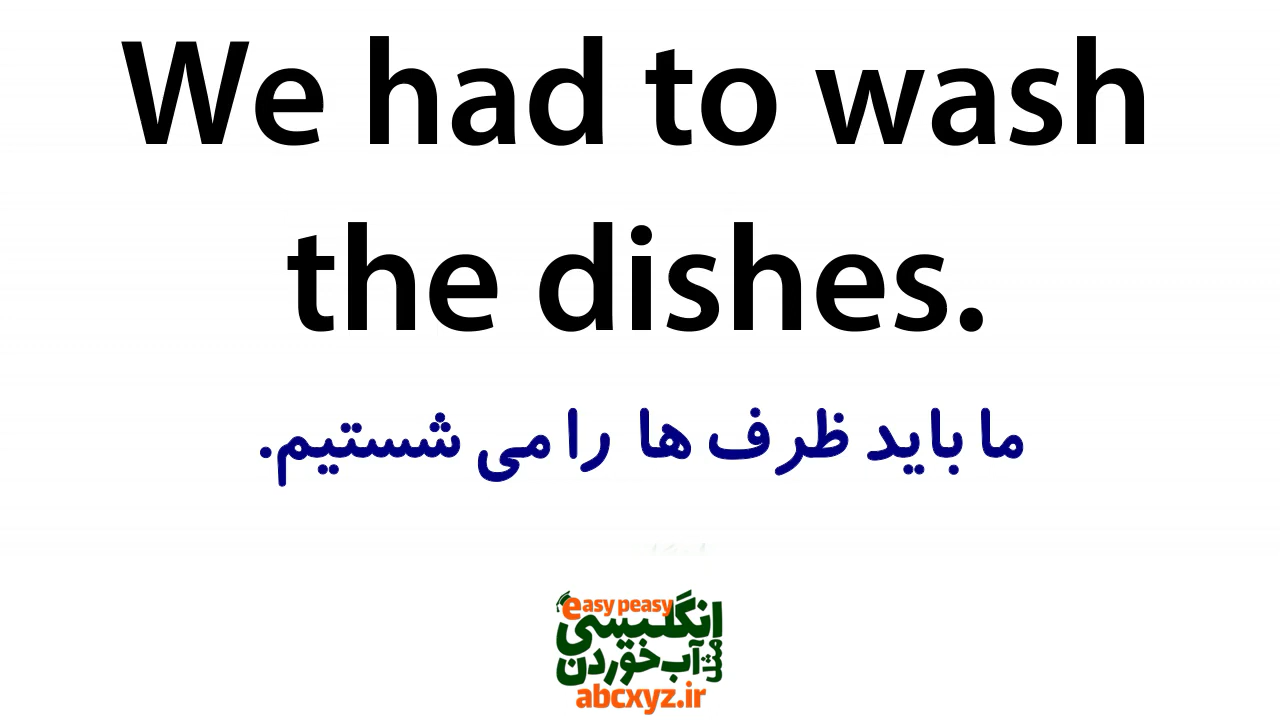 We had to wash
the dishes.
ما باید ظرف ها را می شستیم.
easy peasy
انگلیسی
مثل آب خوردن
abcxyz.ir